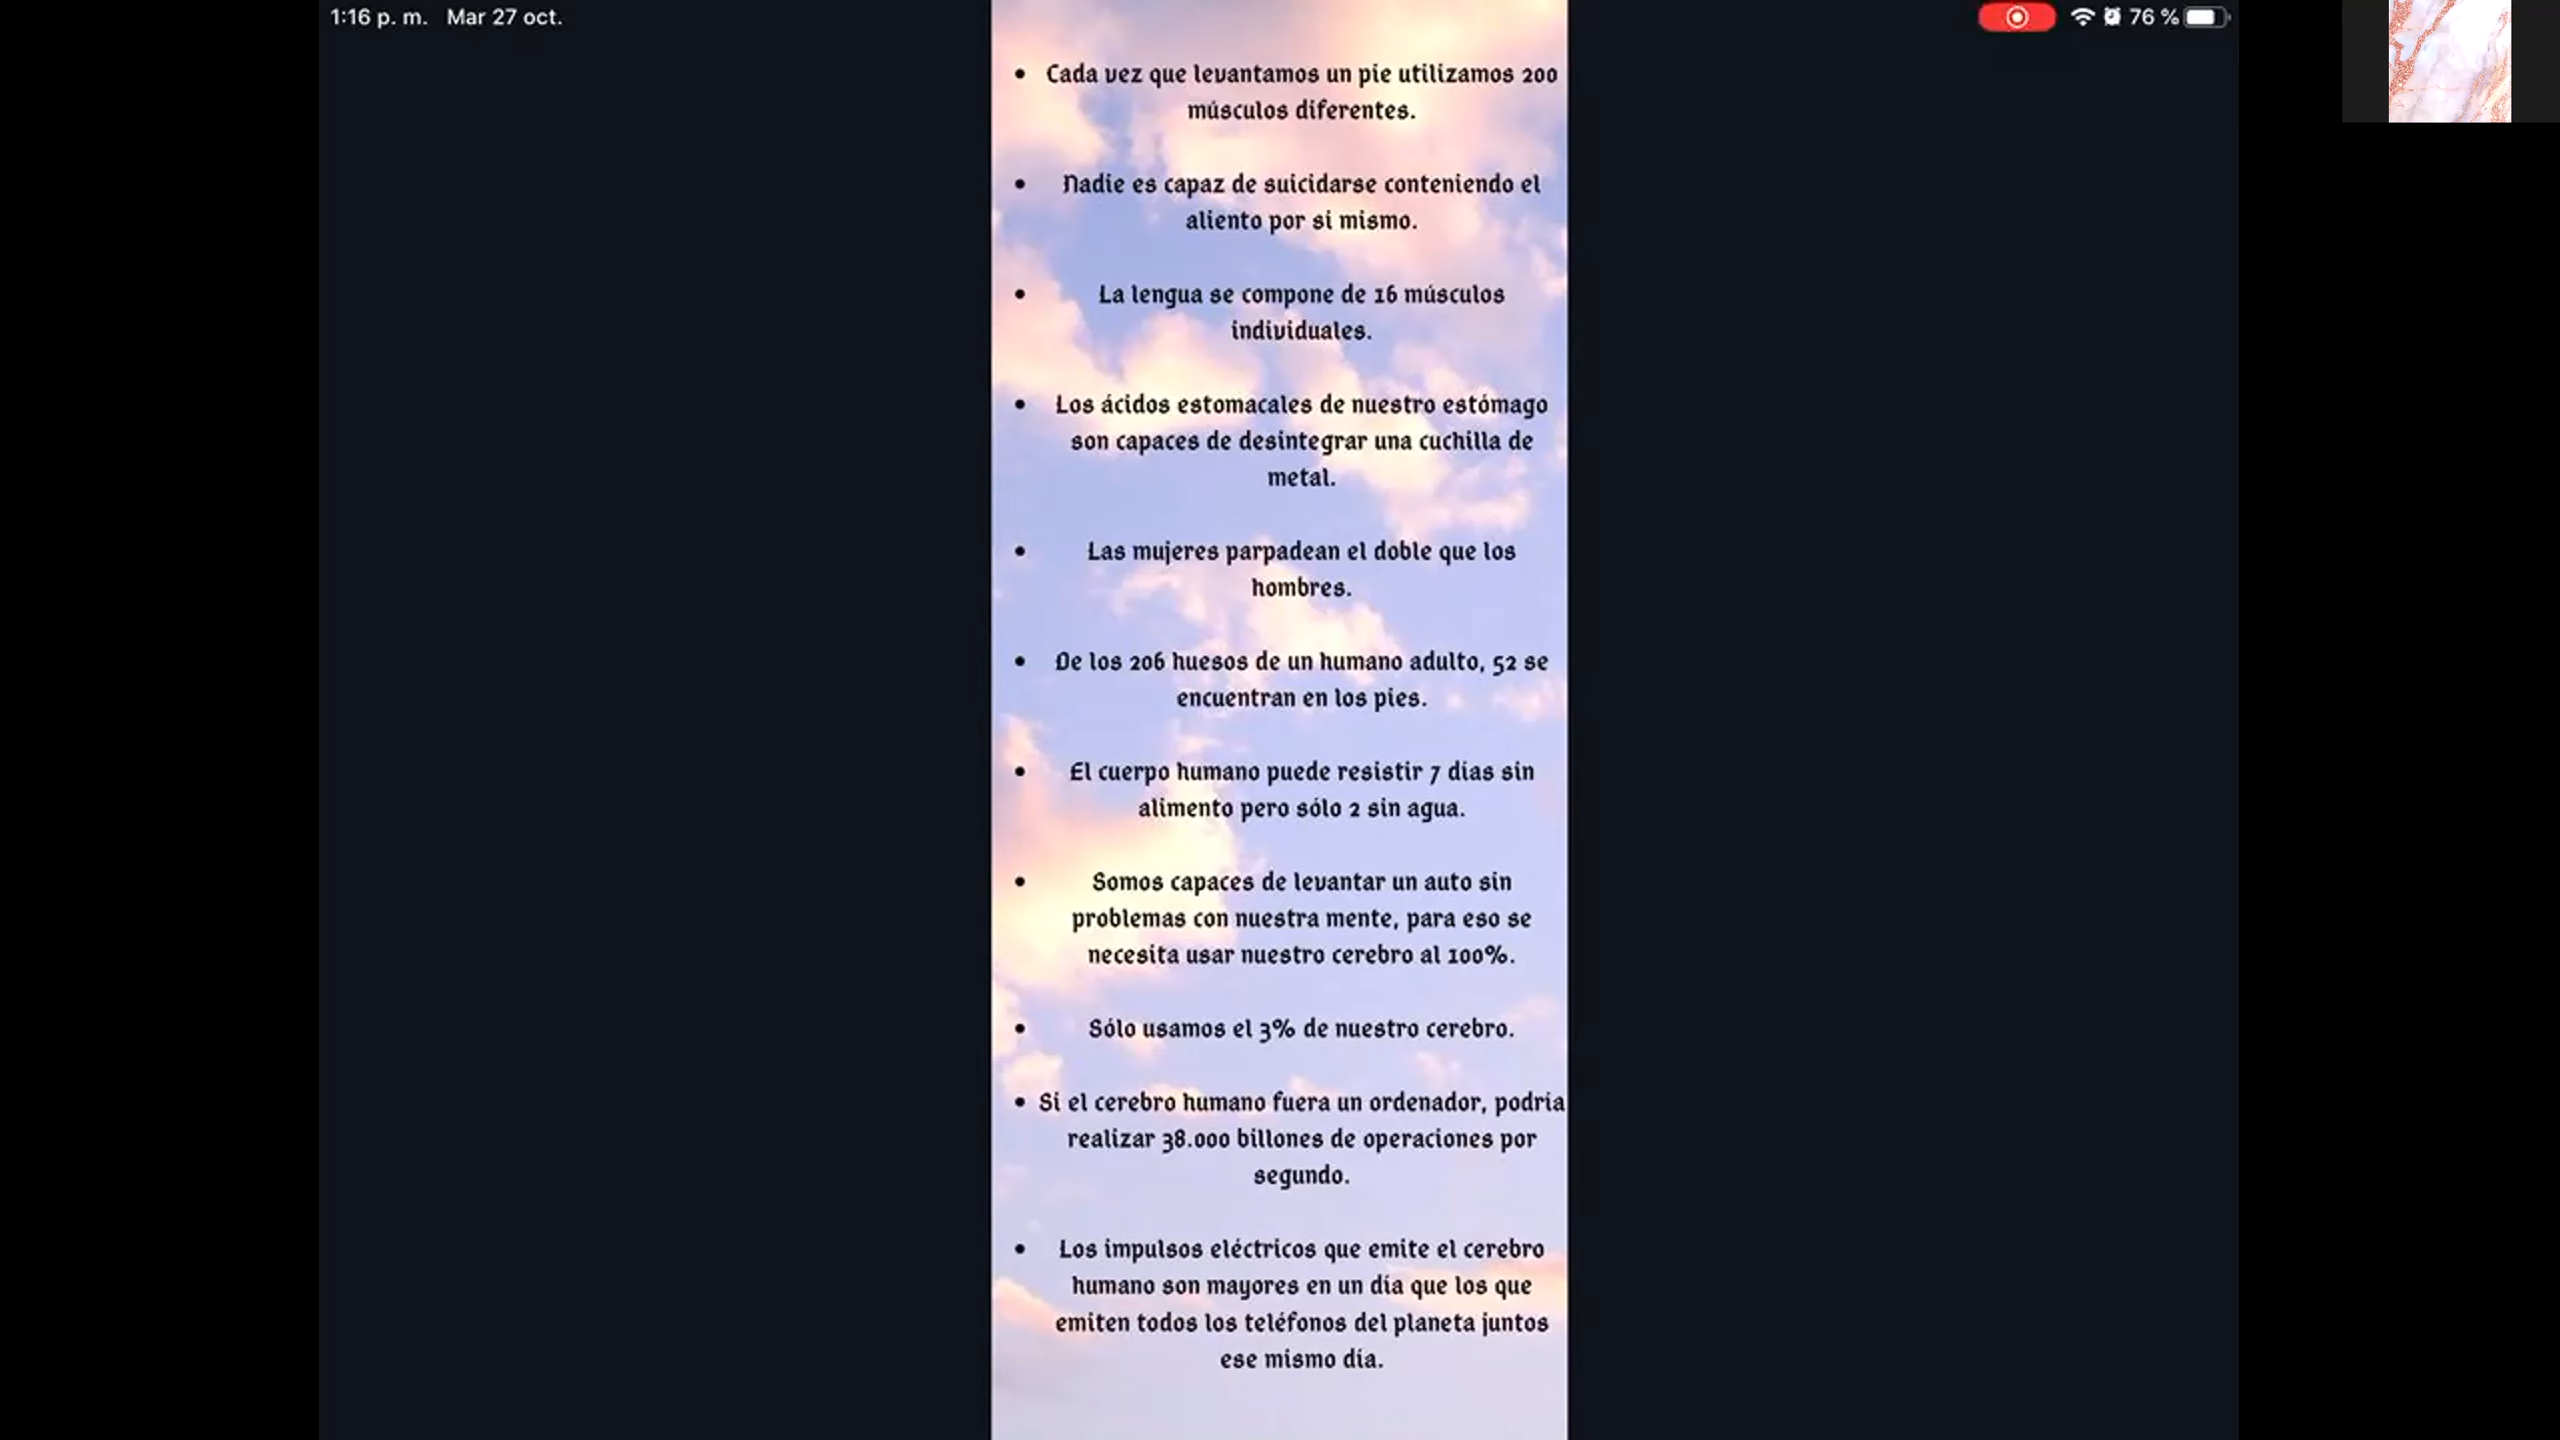 1:16 p. m. Mar 27 oct.
76 %
• Cada vez que levantamos un pie utilizamos 200
músculos diferentes.
• Nadie es capaz de suicidarse conteniendo el
aliento por si mismo.
• La lengua se compone de 16 músculos
individuales.
• Los ácidos estomacales de nuestro estómago
son capaces de desintegrar una cuchilla de
metal.
• Las mujeres parpadean el doble que los
hombres.
• De los 206 huesos de un humano adulto, 52 se
encuentran en los pies.
• El cuerpo humano puede resistir 7 días sin
alimento pero sólo 2 sin agua.
• Somos capaces de levantar un auto sin
problemas con nuestra mente, para eso se
necesita usar nuestro cerebro al 100%.
• Sólo usamos el 3% de nuestro cerebro.
• Si el cerebro humano fuera un ordenador, podría
realizar 38.000 billones de operaciones por
segundo.
• Los impulsos eléctricos que emite el cerebro
humano son mayores en un día que los que
emiten todos los teléfonos del planeta juntos
ese mismo día.